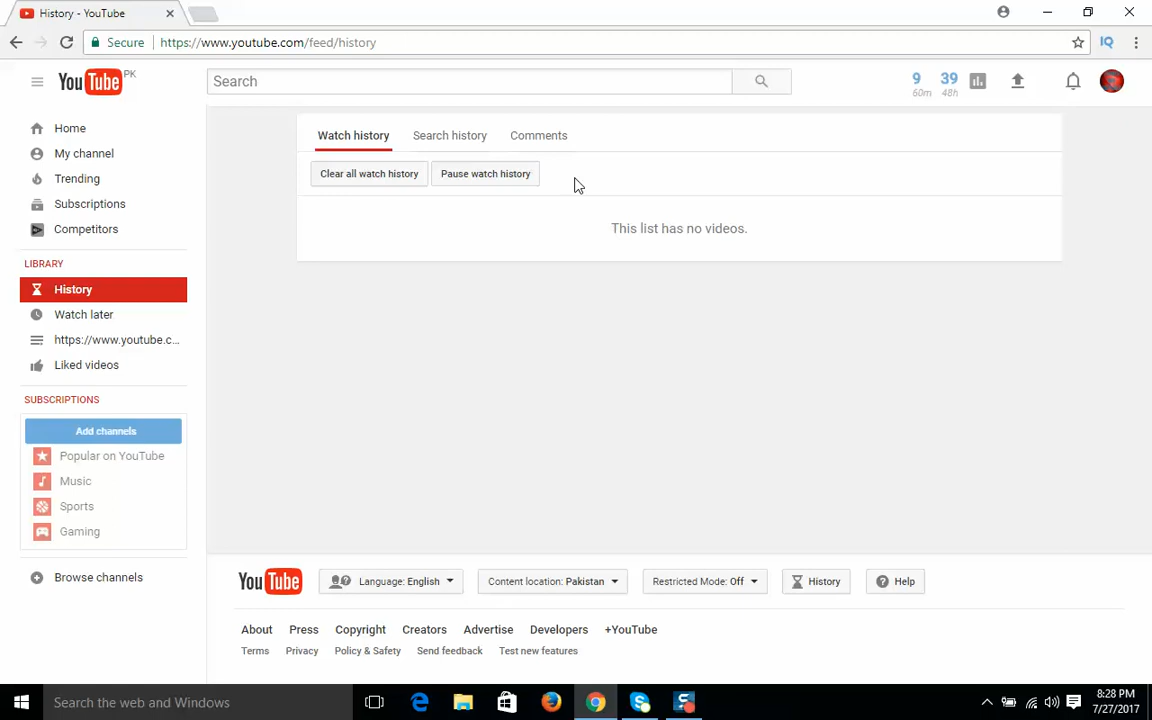 History - YouTube
Secure
https://www.youtube.com/feed/history
IQ
YouTube PK
Search
9
60m
39
48h
Home
My channel
Trending
Subscriptions
Competitors
LIBRARY
History
Watch later
https://www.youtube.c...
Liked videos
SUBSCRIPTIONS
Add channels
Popular on YouTube
Music
Sports
Gaming
Browse channels
Watch history
Search history
Comments
Clear all watch history
Pause watch history
This list has no videos.
YouTube
Language: English
Content location: Pakistan
Restricted Mode: Off
History
Help
About
Press
Copyright
Creators
Advertise
Developers
+YouTube
Terms
Privacy
Policy & Safety
Send feedback
Test new features
Search the web and Windows
8:28 PM
7/27/2017